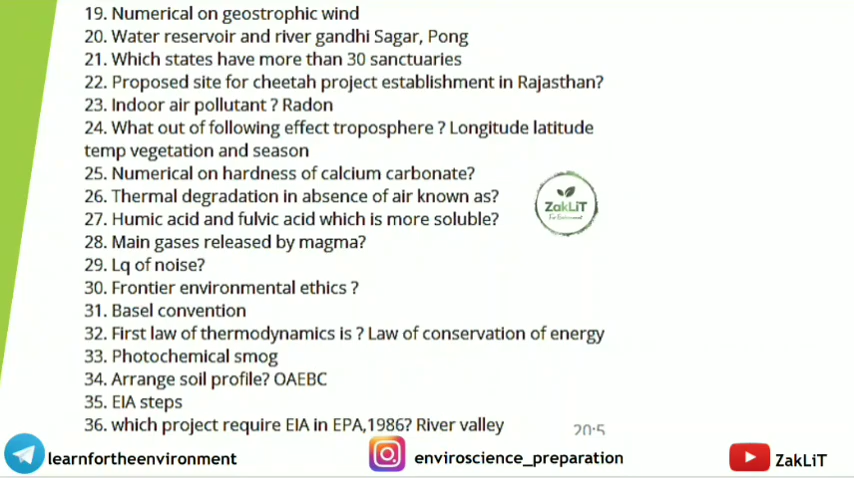 19. Numerical on geostrophic wind
20. Water reservoir and river gandhi Sagar, Pong
21. Which states have more than 30 sanctuaries
22. Proposed site for cheetah project establishment in Rajasthan?
23. Indoor air pollutant ? Radon
24. What out of following effect troposphere ? Longitude latitude
temp vegetation and season
25. Numerical on hardness of calcium carbonate?
26. Thermal degradation in absence of air known as?
27. Humic acid and fulvic acid which is more soluble?
28. Main gases released by magma?
29. Lq of noise?
30. Frontier environmental ethics ?
31. Basel convention
32. First law of thermodynamics is ? Law of conservation of energy
33. Photochemical smog
34. Arrange soil profile? OAEBC
35. EIA steps
36. which project require EIA in EPA,1986? River valley
ZakLiT
learnfortheenvironment
enviroscience_preparation
ZakLiT